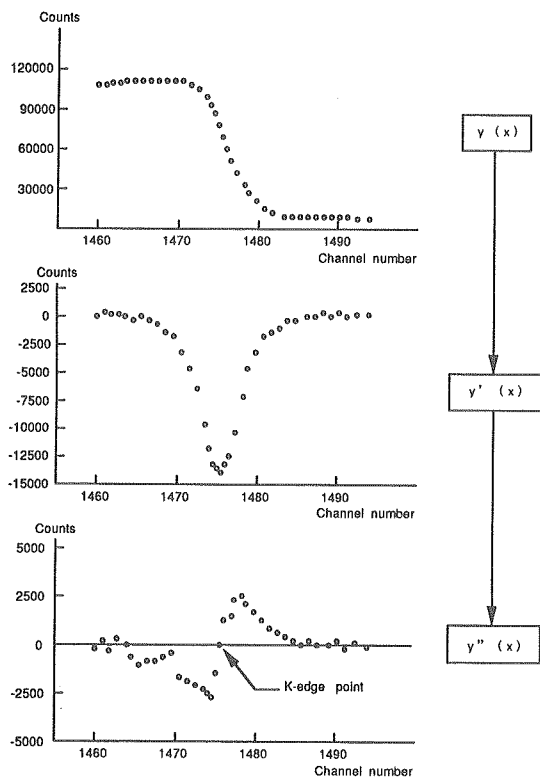 Counts
120000
90000
60000
30000
1460 1470 1480 1490
Channel number
y (x)
Counts
2500
0
-2500
-5000
-7500
-10000
-12500
-15000
1460 1470 1480 1490
Channel number
y' (x)
Counts
5000
2500
0
-2500
-5000
K-edge point
1460 1470 1480 1490
Channel number
y" (x)